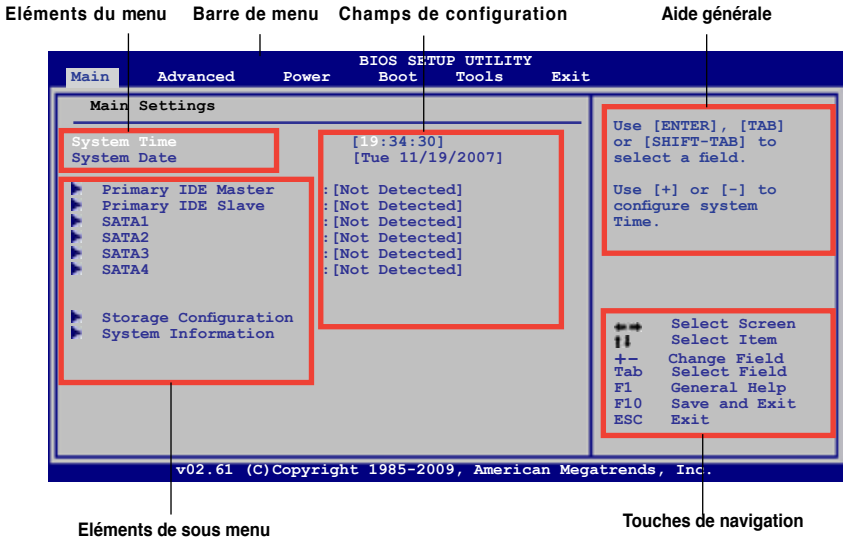 Eléments du menu Barre de menu Champs de configuration Aide générale
BIOS SETUP UTILITY
Main Advanced Power Boot Tools Exit
Main Settings
System Time [19:34:30]
System Date [Tue 11/19/2007]
Primary IDE Master :[Not Detected]
Primary IDE Slave :[Not Detected]
SATA1 :[Not Detected]
SATA2 :[Not Detected]
SATA3 :[Not Detected]
SATA4 :[Not Detected]
Storage Configuration
System Information
Use [ENTER], [TAB]
or [SHIFT-TAB] to
select a field.
Use [+] or [-] to
configure system
Time.
Select Screen
Select Item
+- Change Field
Tab Select Field
F1 General Help
F10 Save and Exit
ESC Exit
v02.61 (C)Copyright 1985-2009, American Megatrends, Inc.
Eléments de sous menu
Touches de navigation